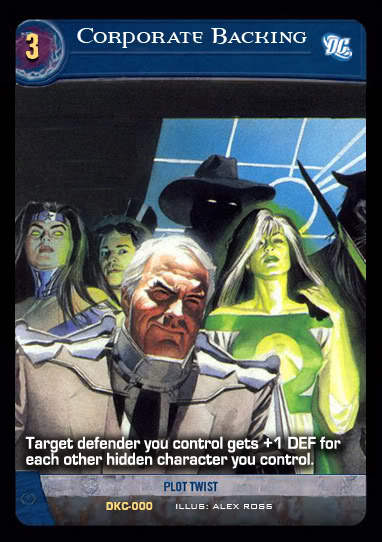 3
Corporate Backing
DC
Target defender you control gets +1 DEF for
each other hidden character you control.
PLOT TWIST
DKC-000 ILLUS: ALEX ROSS